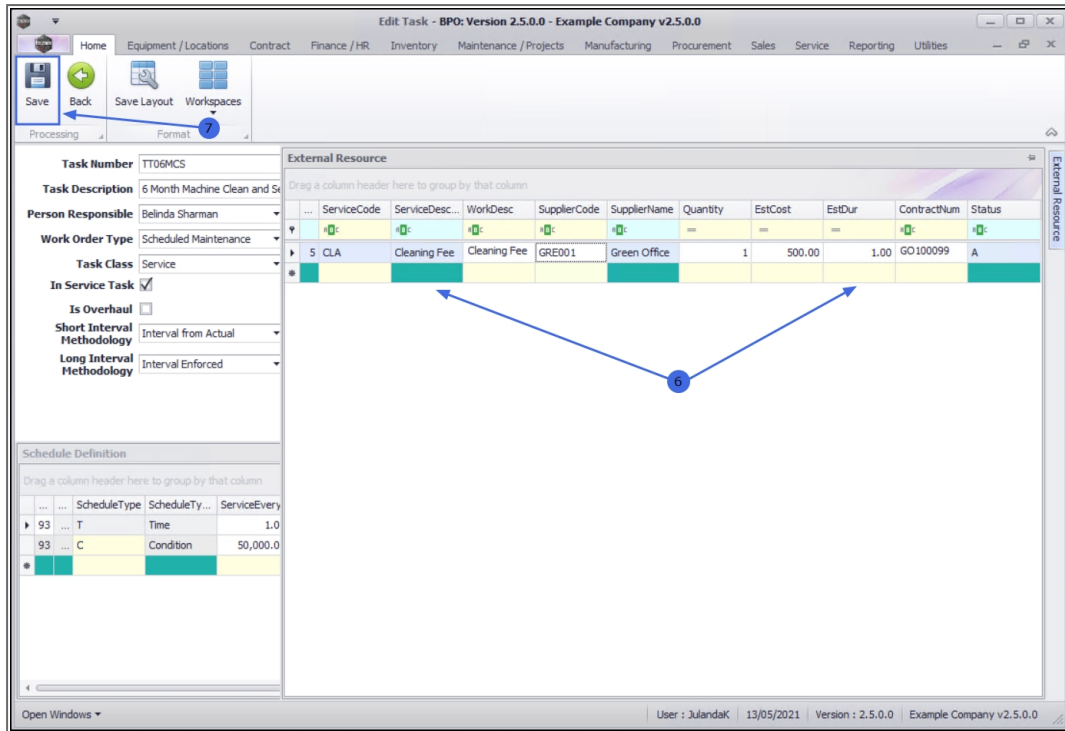 Edit Task - BPO: Version 2.5.0.0 - Example Company v2.5.0.0
Home Equipment / Locations Contract Finance / HR Inventory Maintenance / Projects Manufacturing Procurement Sales Service Reporting Utilities
Save Back Save Layout Workspaces
Processing Format
7
Task Number TT06MCS
Task Description 6 Month Machine Clean and Se
Person Responsible Belinda Sharman
Work Order Type Scheduled Maintenance
Task Class Service
In Service Task
Is Overhaul
Short Interval Methodology Interval from Actual
Long Interval Methodology Interval Enforced
External Resource
Drag a column header here to group by that column
... ServiceCode ServiceDesc... WorkDesc SupplierCode SupplierName Quantity EstCost EstDur ContractNum Status
= = =
5 CLA Cleaning Fee Cleaning Fee GRE001 Green Office 1 500.00 1.00 GO100099 A
6
External Resource
Schedule Definition
Drag a column header here to group by that column
... ... ScheduleType ScheduleTy... ServiceEvery
93 ... T Time 1.0
93 ... C Condition 50,000.0
Open Windows User : JulandaK 13/05/2021 Version : 2.5.0.0 Example Company v2.5.0.0